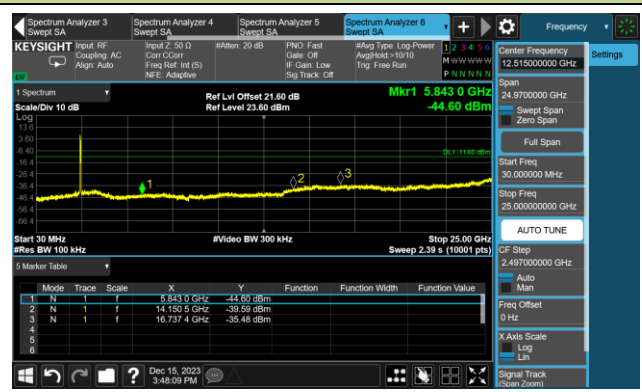 Spectrum Analyzer 3
Swept SA
Spectrum Analyzer 4
Swept SA
Spectrum Analyzer 5
Swept SA
Spectrum Analyzer 6
Swept SA
Frequency
KEYSIGHT
Input: RF
Coupling: AC
Align: Auto
Input Z: 50 Ω
Corr CCorr
Freq Ref: Int (S)
NFE: Adaptive
#Atten: 20 dB
PNO: Fast
Gate: Off
IF Gain: Low
Sig Track: Off
#Avg Type: Log-Power
Avg|Hold:>10/10
Trig: Free Run
1 2 3 4 5 6
M W W W W W
P N N N N N
LXI
1 Spectrum
Scale/Div 10 dB
Ref Lvl Offset 21.60 dB
Ref Level 23.60 dBm
Mkr1 5.843 0 GHz
-44.60 dBm
Log
13.6
3.60
-6.40
-16.4
-26.4
-36.4
-46.4
-56.4
-66.4
DL1 -11.60 dBm
1
2
3
Start 30 MHz
#Res BW 100 kHz
#Video BW 300 kHz
Stop 25.00 GHz
Sweep 2.39 s (10001 pts)
5 Marker Table
Mode Trace Scale X Y Function Function Width Function Value
1 N 1 f 5.843 0 GHz -44.60 dBm
2 N 1 f 14.150 5 GHz -39.59 dBm
3 N 1 f 16.737 4 GHz -35.48 dBm
4
5
6
Dec 15, 2023
3:48:09 PM
Center Frequency
12.515000000 GHz
Span
24.9700000 GHz
Swept Span
Zero Span
Full Span
Start Freq
30.000000 MHz
Stop Freq
25.000000000 GHz
AUTO TUNE
CF Step
2.497000000 GHz
Auto
Man
Freq Offset
0 Hz
X Axis Scale
Log
Lin
Signal Track
(Span Zoom)
Settings